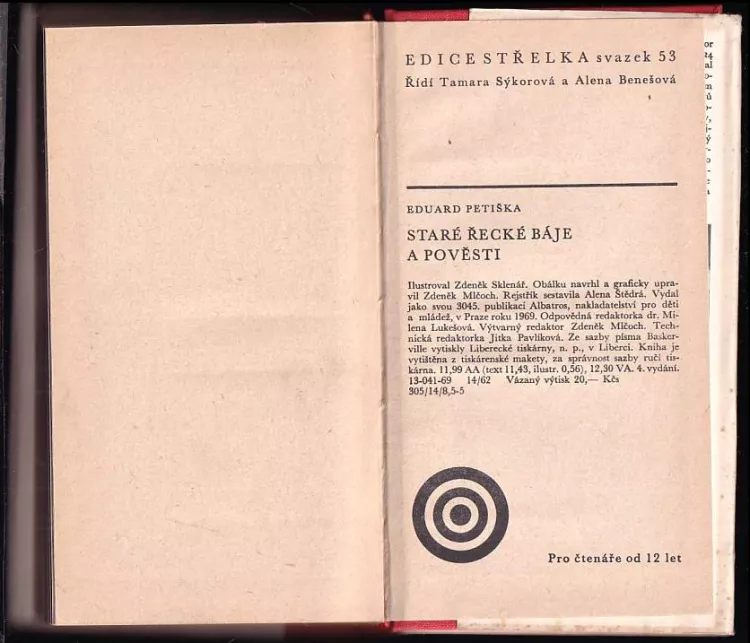 EDICE STŘELKA svazek 53
Řídí Tamara Sýkorová a Alena Benešová
EDUARD PETIŠKA
STARÉ ŘECKÉ BÁJE
A POVĚSTI
Ilustroval Zdeněk Sklenář. Obálku navrhl a graficky upra-
vil Zdeněk Mlčoch. Rejstřík sestavila Alena Štědrá. Vydal
jako svou 3045. publikaci Albatros, nakladatelství pro děti
a mládež, v Praze roku 1969. Odpovědná redaktorka dr. Mi-
lena Lukešová. Výtvarný redaktor Zdeněk Mlčoch. Tech-
nická redaktorka Jitka Pavlíková. Ze sazby písma Basker-
ville vytiskly Liberecké tiskárny, n. p., v Liberci. Kniha je
vytištěna z tiskárenské makety, za správnost sazby ručí tis-
kárna. 11,99 AA (text 11,43, ilustr. 0,56), 12,30 VA. 4. vydání.
13-041-69 14/62 Vázaný výtisk 20,— Kčs
305/14/8,5-5
Pro čtenáře od 12 let